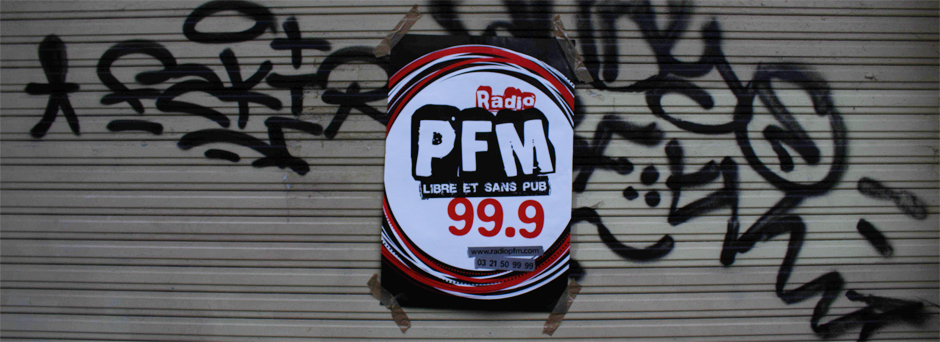 Radio
PFM
LIBRE ET SANS PUB
99.9
www.radiopfm.com
03 21 50 99 99